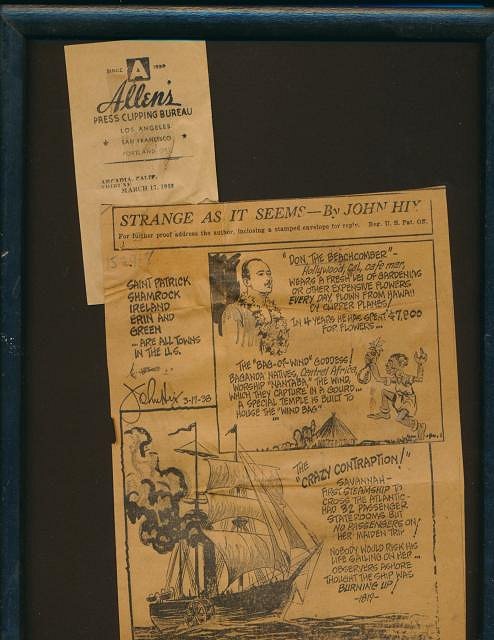 SINCE A 1888
Allen's
PRESS CLIPPING BUREAU
LOS ANGELES
SAN FRANCISCO
PORTLAND, ORE.
ARCADIA, CALIF.
TRIBUNE
MARCH 17, 1938
STRANGE AS IT SEEMS—By JOHN HIX
For further proof address the author, inclosing a stamped envelope for reply. Reg. U. S. Pat. Of.
SAINT PATRICK
SHAMROCK
IRELAND
ERIN AND
GREEN
... ARE ALL TOWNS
IN THE U.S.
John Hix 3-17-38
"DON, THE BEACHCOMBER" -
Hollywood, Cal., cafe man,
WEARS A FRESH LEI OF GARDENIAS
OR OTHER EXPENSIVE FLOWERS
EVERY DAY, FLOWN FROM HAWAII
BY CLIPPER PLANES!
IN 4 YEARS HE HAS SPENT $7,800
FOR FLOWERS...
THE "BAG-OF-WIND" GODDESS!
BAGANDA NATIVES, Central Africa,
WORSHIP "NANTABA," THE WIND,
WHICH THEY CAPTURE IN A GOURD...
A SPECIAL TEMPLE IS BUILT TO
HOUSE THE "WIND BAG"
...
THE
"CRAZY CONTRAPTION!"
SAVANNAH -
FIRST STEAMSHIP TO
CROSS THE ATLANTIC -
HAD 32 PASSENGER
STATEROOMS BUT
NO PASSENGERS ON
HER MAIDEN TRIP!
NOBODY WOULD RISK HIS
LIFE SAILING ON HER...
OBSERVERS ASHORE
THOUGHT THE SHIP WAS
BURNING UP!
-1819-